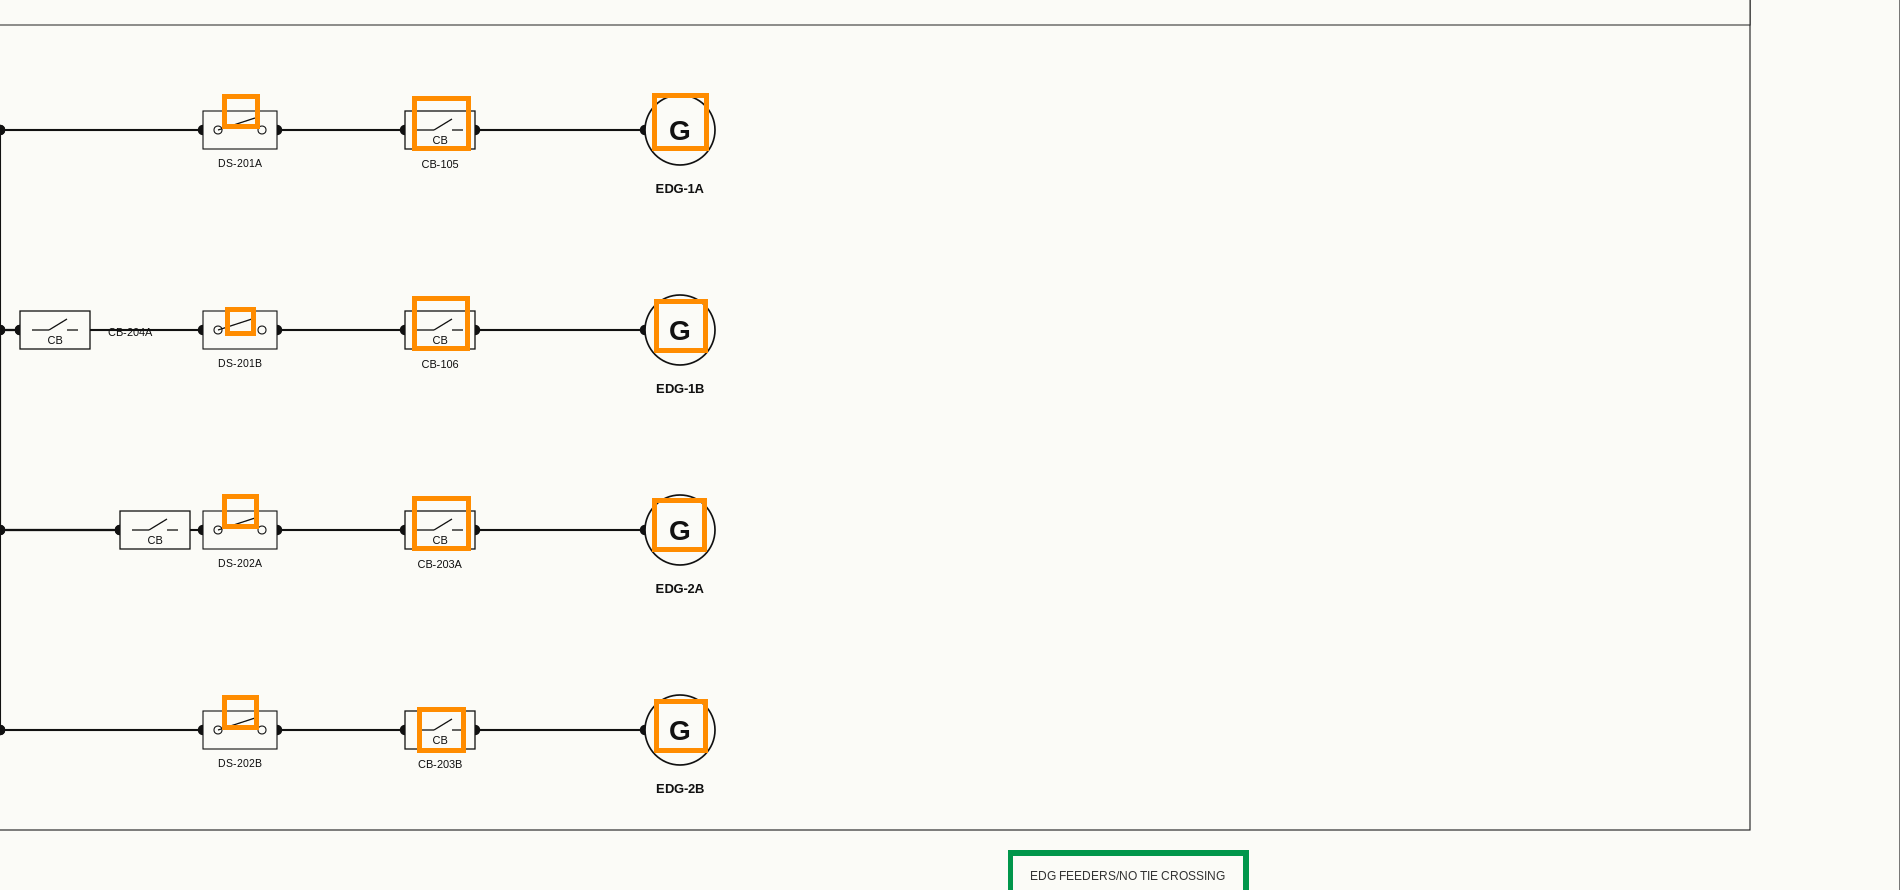 CB
DS-201A
CB-105
G
EDG-1A
CB
CB-204A
DS-201B
CB
CB-106
G
EDG-1B
CB
DS-202A
CB
CB-203A
G
EDG-2A
DS-202B
CB
CB-203B
G
EDG-2B
EDG FEEDERS/NO TIE CROSSING